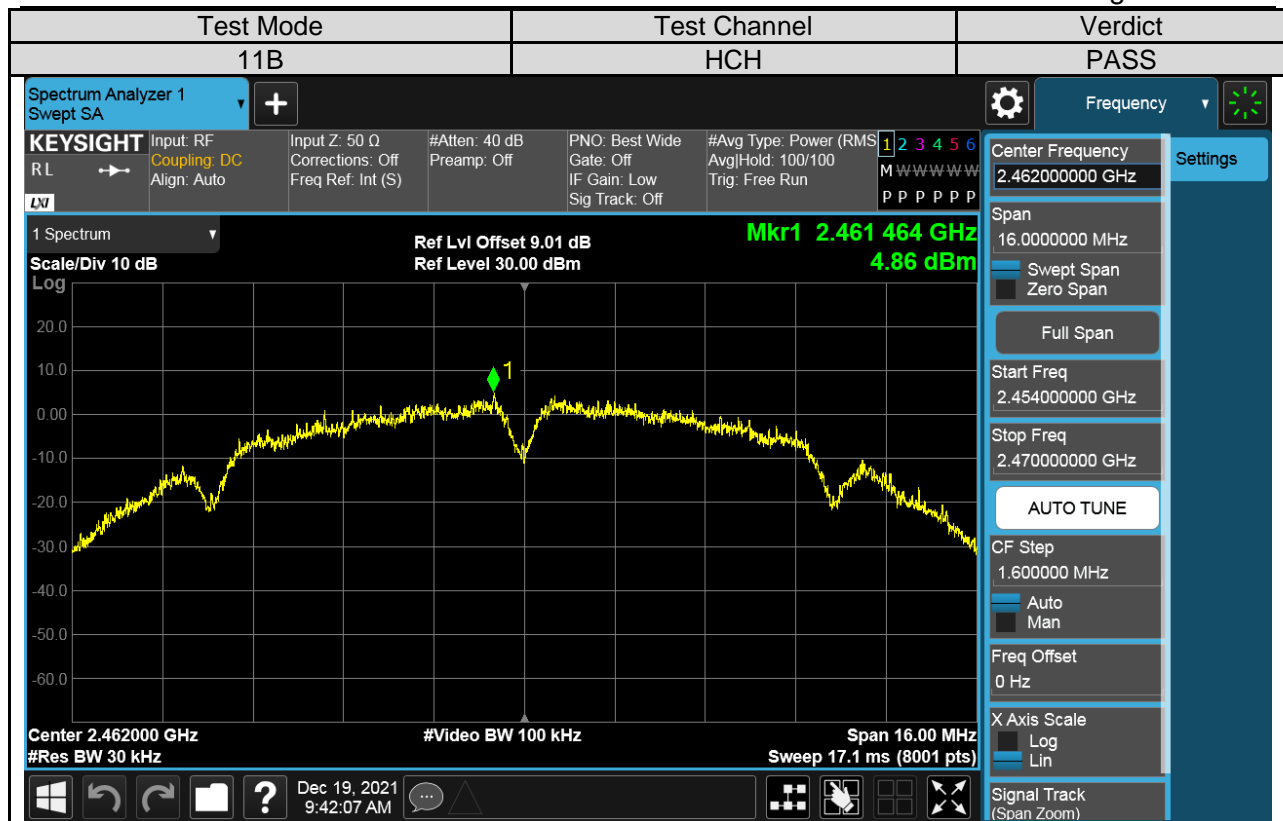 Test Mode Test Channel Verdict
11B HCH PASS
Spectrum Analyzer 1
Swept SA
+
Frequency
KEYSIGHT
RL
LXI
Input: RF
Coupling: DC
Align: Auto
Input Z: 50 Ω
Corrections: Off
Freq Ref: Int (S)
#Atten: 40 dB
Preamp: Off
PNO: Best Wide
Gate: Off
IF Gain: Low
Sig Track: Off
#Avg Type: Power (RMS
Avg|Hold: 100/100
Trig: Free Run
1 2 3 4 5 6
M W W W W W
P P P P P P
1 Spectrum
Scale/Div 10 dB
Log
Ref Lvl Offset 9.01 dB
Ref Level 30.00 dBm
Mkr1 2.461 464 GHz
4.86 dBm
20.0
10.0
0.00
-10.0
-20.0
-30.0
-40.0
-50.0
-60.0
1
Center 2.462000 GHz
#Res BW 30 kHz
#Video BW 100 kHz
Span 16.00 MHz
Sweep 17.1 ms (8001 pts)
Center Frequency
2.462000000 GHz
Settings
Span
16.0000000 MHz
Swept Span
Zero Span
Full Span
Start Freq
2.454000000 GHz
Stop Freq
2.470000000 GHz
AUTO TUNE
CF Step
1.600000 MHz
Auto
Man
Freq Offset
0 Hz
X Axis Scale
Log
Lin
Signal Track
(Span Zoom)
?
Dec 19, 2021
9:42:07 AM